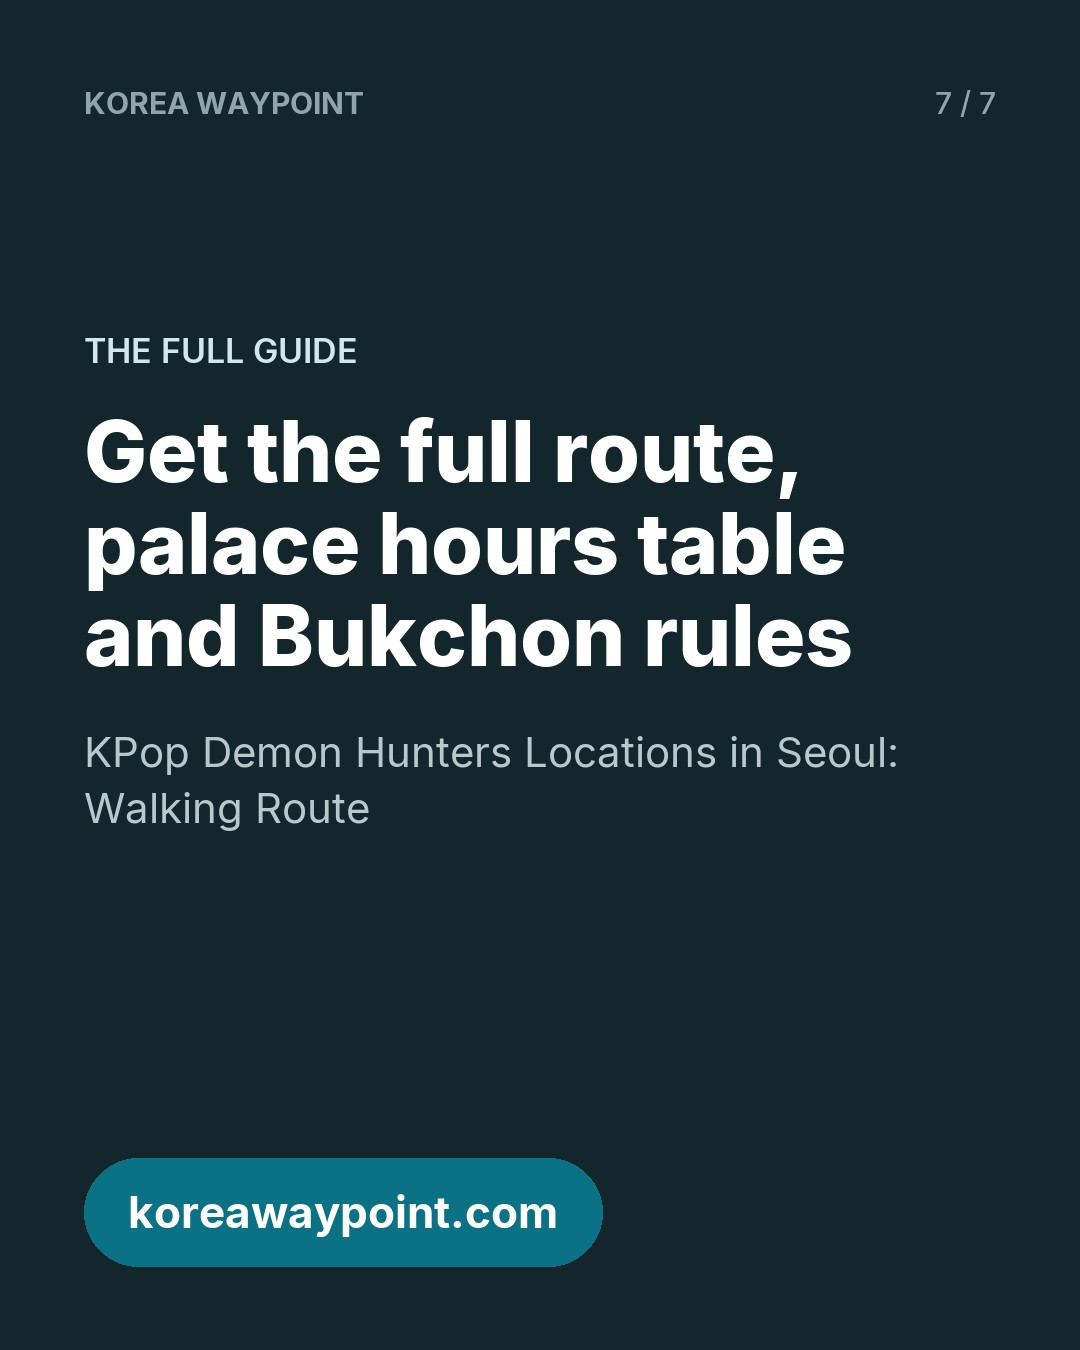 KOREA WAYPOINT
7 / 7
THE FULL GUIDE
Get the full route,
palace hours table
and Bukchon rules
KPop Demon Hunters Locations in Seoul:
Walking Route
koreawaypoint.com